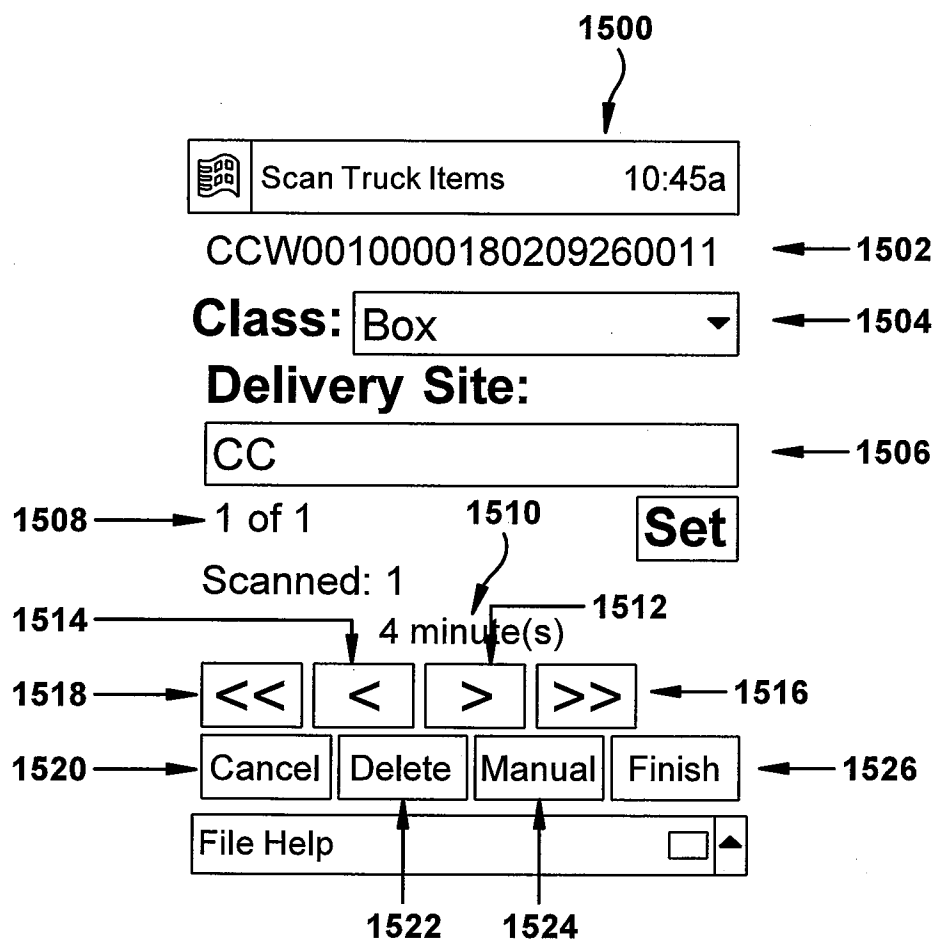 1500
Scan Truck Items 10:45a
CCW0010000180209260011 1502
Class: Box 1504
Delivery Site:
CC 1506
1508 1 of 1 1510 Set
Scanned: 1
1514 4 minute(s) 1512
1518 << < > >> 1516
1520 Cancel Delete Manual Finish 1526
File Help
1522 1524